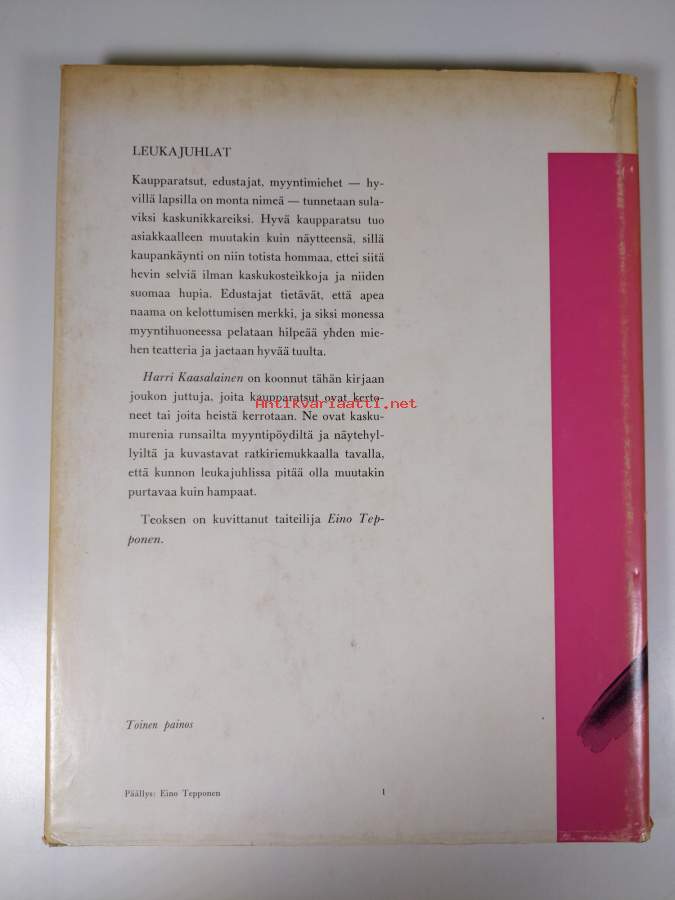 LEUKAJUHLAT
Kaupparatsut, edustajat, myyntimiehet — hy-
villä lapsilla on monta nimeä — tunnetaan sula-
viksi kaskunikkareiksi. Hyvä kaupparatsu tuo
asiakkaalleen muutakin kuin näytteensä, sillä
kaupankäynti on niin totista hommaa, ettei siitä
hevin selviä ilman kaskukosteikkoja ja niiden
suomaa hupia. Edustajat tietävät, että apea
naama on kelottumisen merkki, ja siksi monessa
myyntihuoneessa pelataan hilpeää yhden mie-
hen teatteria ja jaetaan hyvää tuulta.
Harri Kaasalainen on koonnut tähän kirjaan
joukon juttuja, joita kaupparatsut ovat kerto-
Antikvariaatti.net
neet tai joita heistä kerrotaan. Ne ovat kasku-
murenia runsailta myyntipöydiltä ja näytehyl-
lyiltä ja kuvastavat ratkiriemukkaalla tavalla,
että kunnon leukajuhlissa pitää olla muutakin
purtavaa kuin hampaat.
Teoksen on kuvittanut taiteilija Eino Tep-
ponen.
Toinen painos
Päällys: Eino Tepponen 1